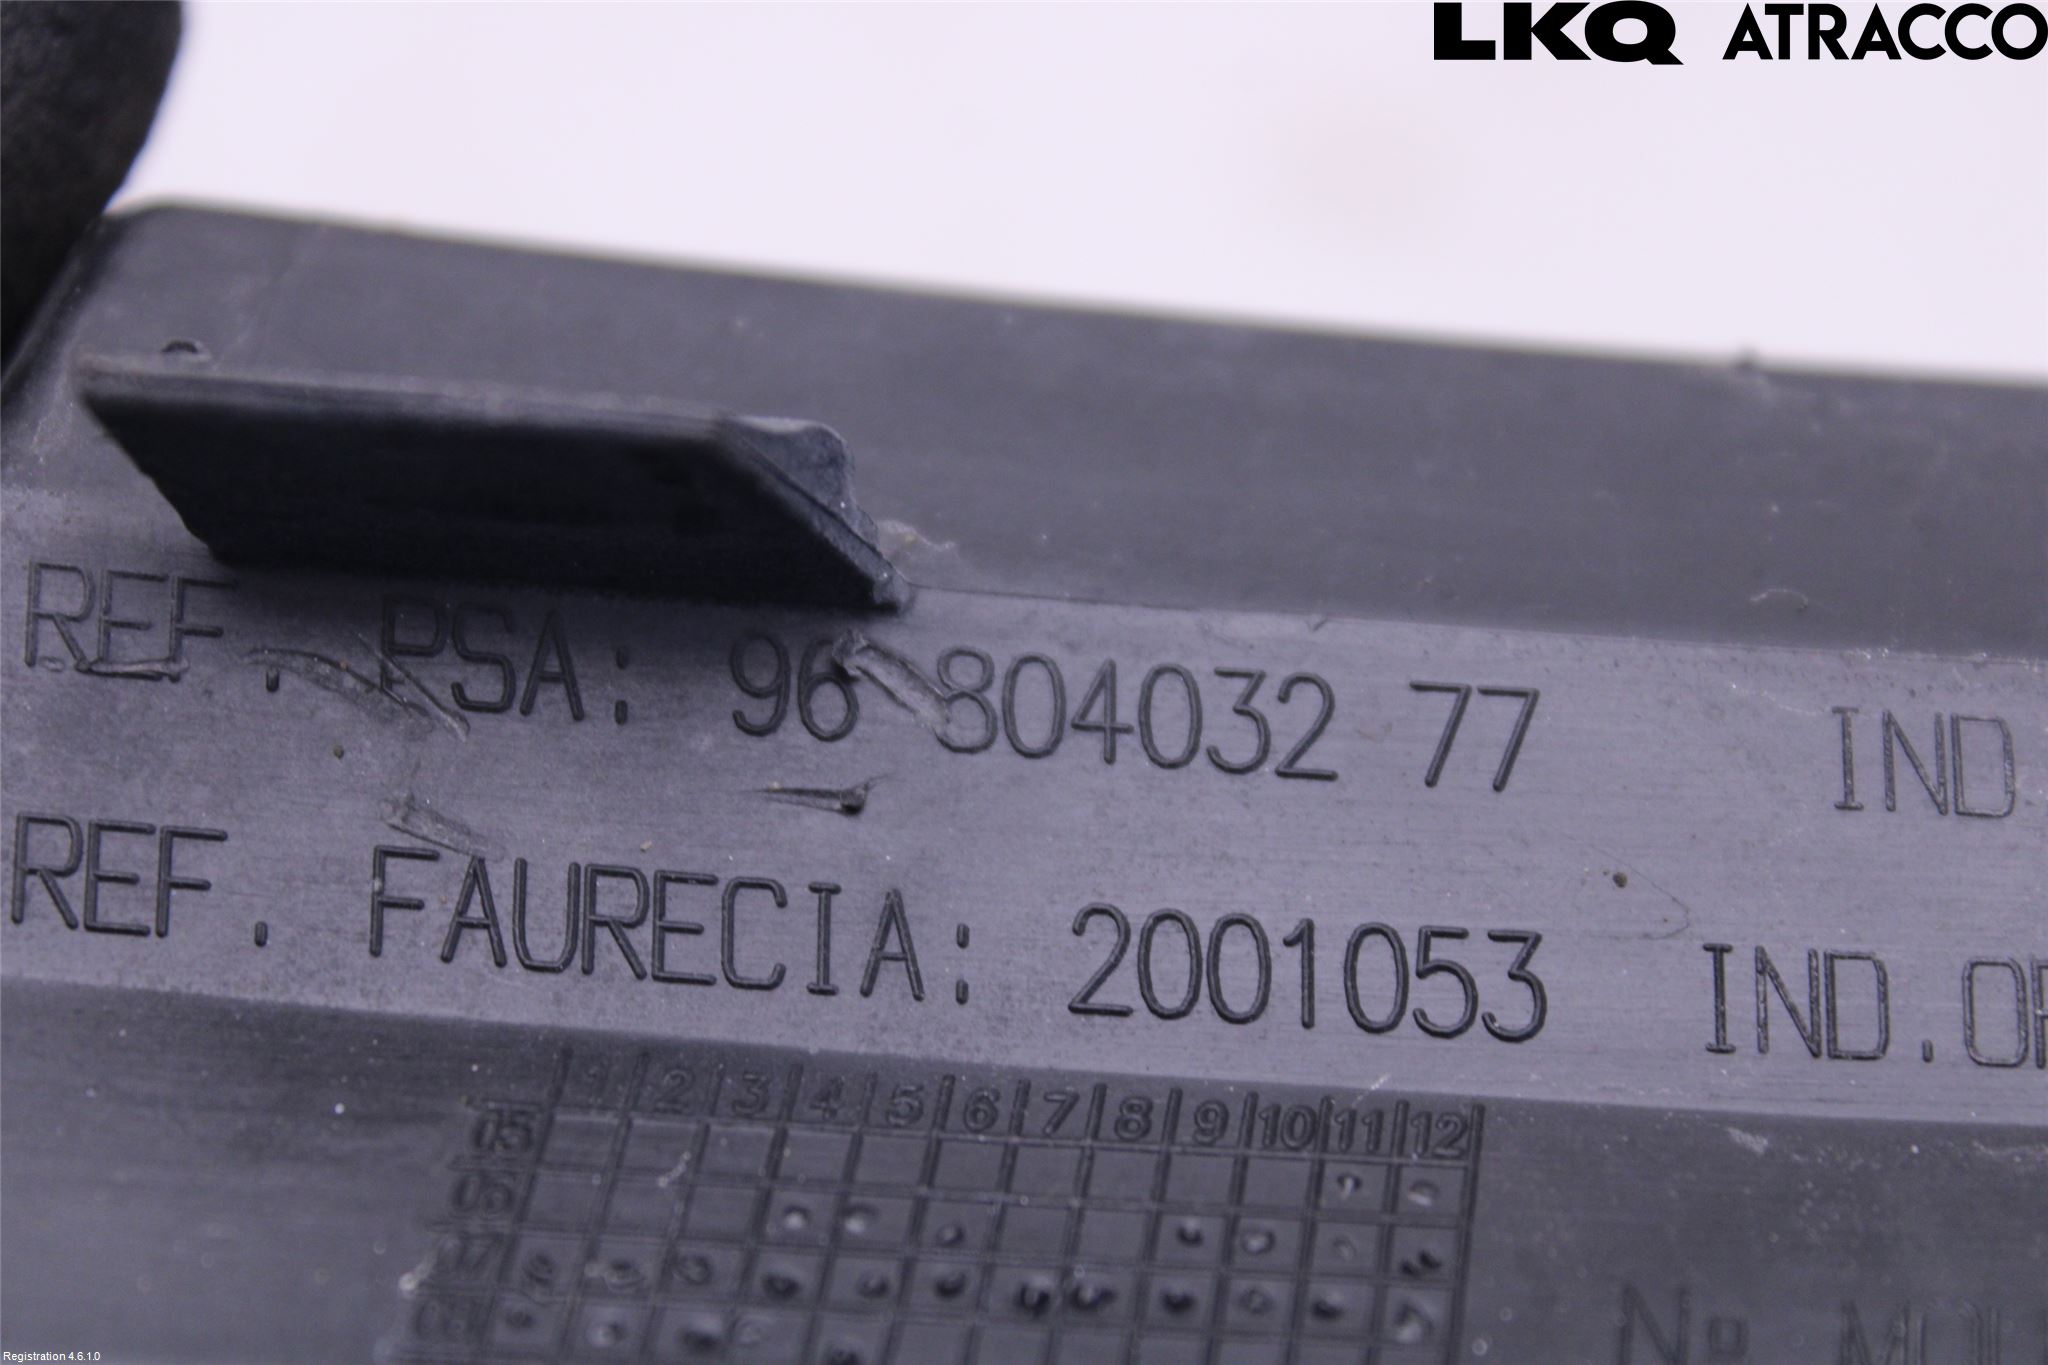 LKQ ATRACCO
REF. PSA: 96 804032 77 IND
REF. FAURECIA: 2001053 IND.
1 2 3 4 5 6 7 8 9 10 11 12
05
06
07
08
Nº
Registration 4.6.1.0